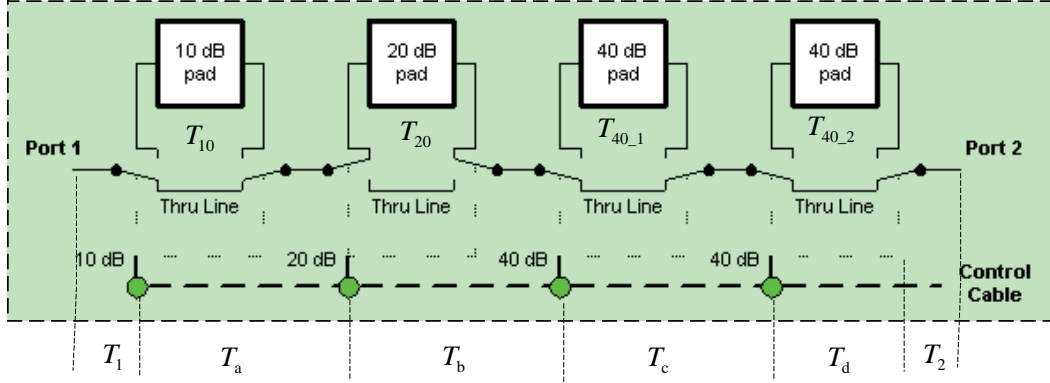 10 dB
pad
20 dB
pad
40 dB
pad
40 dB
pad
T10
T20
T40_1
T40_2
Port 1
Port 2
Thru Line
Thru Line
Thru Line
Thru Line
10 dB
20 dB
40 dB
40 dB
Control
Cable
T1
Ta
Tb
Tc
Td
T2